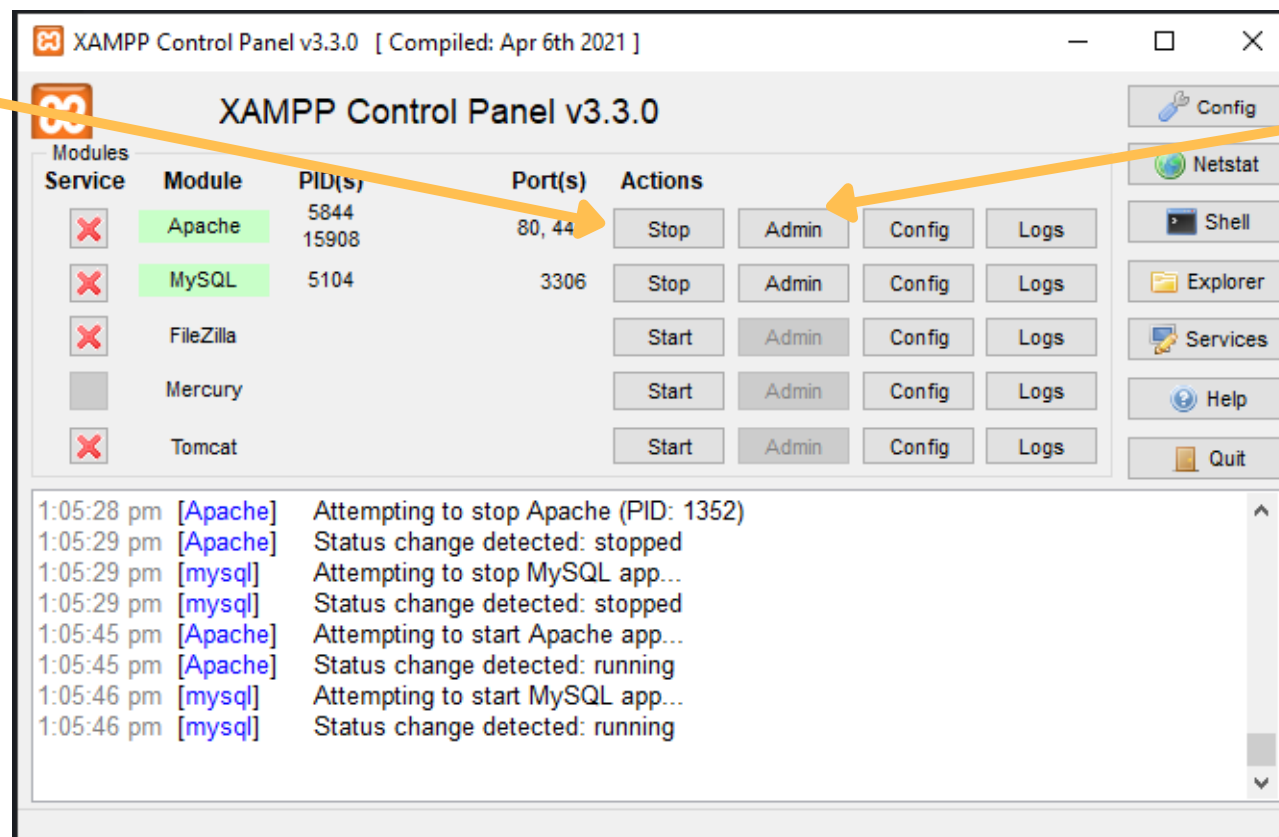 XAMPP Control Panel v3.3.0 [ Compiled: Apr 6th 2021 ]
XAMPP Control Panel v3.3.0
Config
Modules
Netstat
Service Module PID(s) Port(s) Actions
Apache 5844 15908 80, 44 Stop Admin Config Logs
Shell
MySQL 5104 3306 Stop Admin Config Logs
Explorer
FileZilla Start Admin Config Logs
Services
Mercury Start Admin Config Logs
Help
Tomcat Start Admin Config Logs
Quit
1:05:28 pm [Apache] Attempting to stop Apache (PID: 1352)
1:05:29 pm [Apache] Status change detected: stopped
1:05:29 pm [mysql] Attempting to stop MySQL app...
1:05:29 pm [mysql] Status change detected: stopped
1:05:45 pm [Apache] Attempting to start Apache app...
1:05:45 pm [Apache] Status change detected: running
1:05:46 pm [mysql] Attempting to start MySQL app...
1:05:46 pm [mysql] Status change detected: running